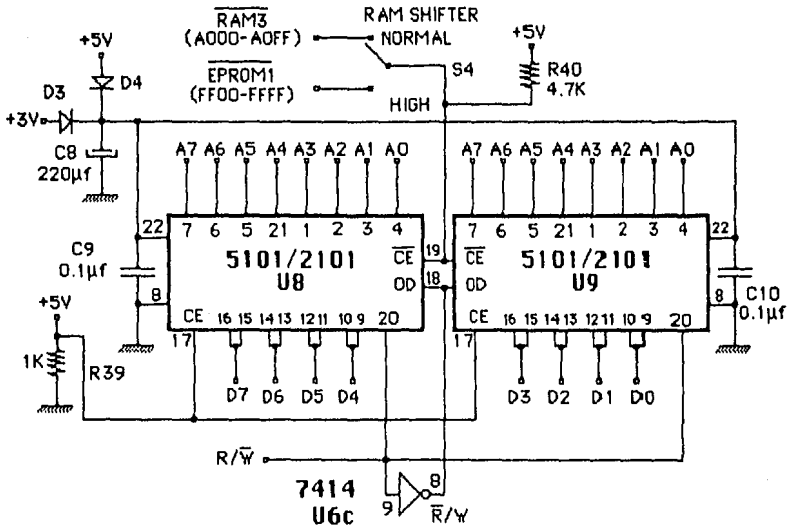 RAM3 RAM SHIFTER
(A000-A0FF) NORMAL
+5V +5V
D4 S4 R40
4.7K
D3 EPROM1
(FF00-FFFF)
HIGH
+3V
C8
220µf
A7 A6 A5 A4 A3 A2 A1 A0 A7 A6 A5 A4 A3 A2 A1 A0
22 7 6 5 21 1 2 3 4 7 6 5 21 1 2 3 4 22
C9
0.1µf
5101/2101 CE 19 CE 5101/2101
U8 OD 18 OD U9
C10
0.1µf
8 8
+5V
CE 16 15 14 13 12 11 10 9 20 CE 16 15 14 13 12 11 10 9 20
17 17
1K R39
D7 D6 D5 D4 D3 D2 D1 D0
R/W
7414 9 8
U6c R/W